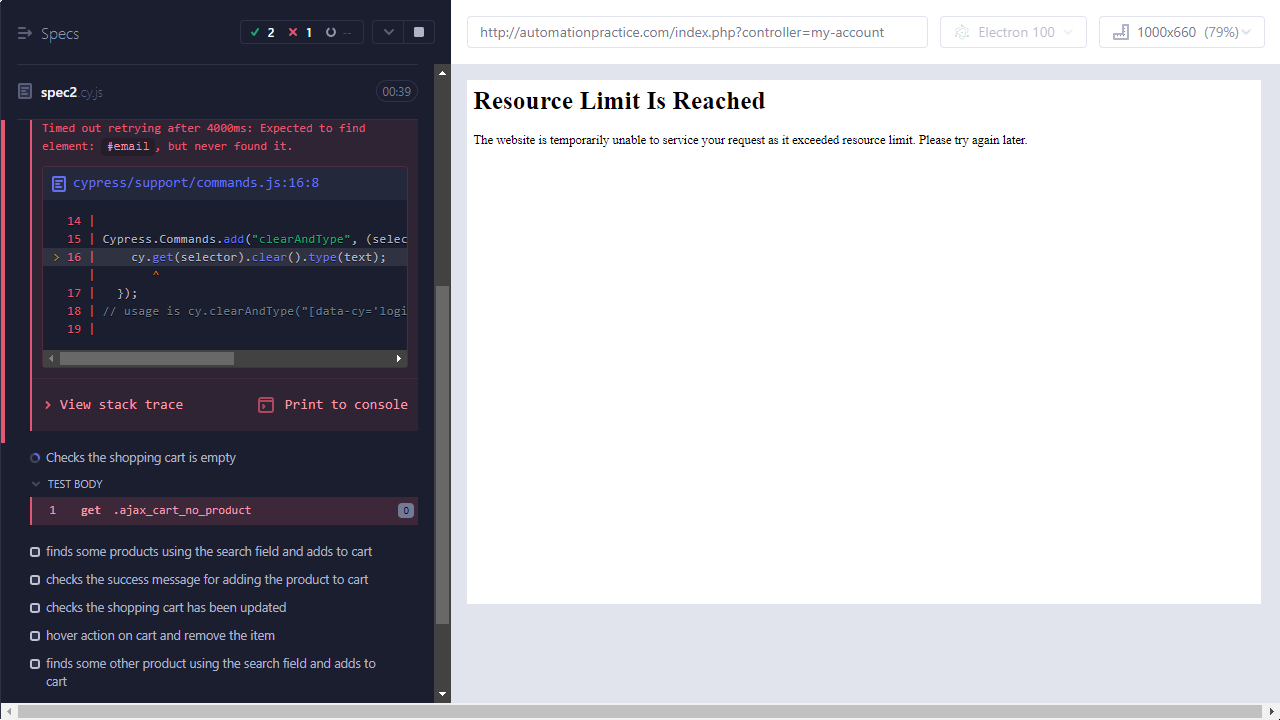 Specs
2
1
--
spec2 cy.js
00:39
Timed out retrying after 4000ms: Expected to find
element: #email , but never found it.
cypress/support/commands.js:16:8
14 |
15 | Cypress.Commands.add("clearAndType", (selec
> 16 |     cy.get(selector).clear().type(text);
|        ^
17 |   });
18 | // usage is cy.clearAndType("[data-cy='logi
19 |
View stack trace
Print to console
Checks the shopping cart is empty
TEST BODY
1 get .ajax_cart_no_product 0
finds some products using the search field and adds to cart
checks the success message for adding the product to cart
checks the shopping cart has been updated
hover action on cart and remove the item
finds some other product using the search field and adds to
cart
http://automationpractice.com/index.php?controller=my-account
Electron 100
1000x660 (79%)
Resource Limit Is Reached
The website is temporarily unable to service your request as it exceeded resource limit. Please try again later.